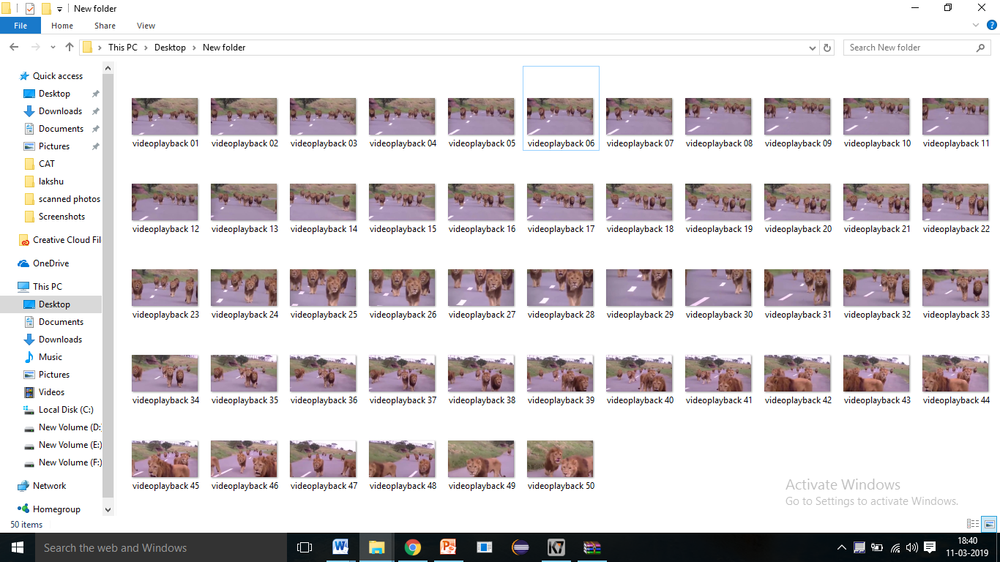 New folder
File Home Share View
This PC Desktop New folder
Search New folder
Quick access
Desktop
Downloads
Documents
Pictures
CAT
lakshu
scanned photos
Screenshots
Creative Cloud Fil
OneDrive
This PC
Desktop
Documents
Downloads
Music
Pictures
Videos
Local Disk (C:)
New Volume (D:
New Volume (E:)
New Volume (F:)
Network
Homegroup
videoplayback 01 videoplayback 02 videoplayback 03 videoplayback 04 videoplayback 05 videoplayback 06 videoplayback 07 videoplayback 08 videoplayback 09 videoplayback 10 videoplayback 11
videoplayback 12 videoplayback 13 videoplayback 14 videoplayback 15 videoplayback 16 videoplayback 17 videoplayback 18 videoplayback 19 videoplayback 20 videoplayback 21 videoplayback 22
videoplayback 23 videoplayback 24 videoplayback 25 videoplayback 26 videoplayback 27 videoplayback 28 videoplayback 29 videoplayback 30 videoplayback 31 videoplayback 32 videoplayback 33
videoplayback 34 videoplayback 35 videoplayback 36 videoplayback 37 videoplayback 38 videoplayback 39 videoplayback 40 videoplayback 41 videoplayback 42 videoplayback 43 videoplayback 44
videoplayback 45 videoplayback 46 videoplayback 47 videoplayback 48 videoplayback 49 videoplayback 50
Activate Windows
Go to Settings to activate Windows.
50 items
Search the web and Windows
18:40
11-03-2019